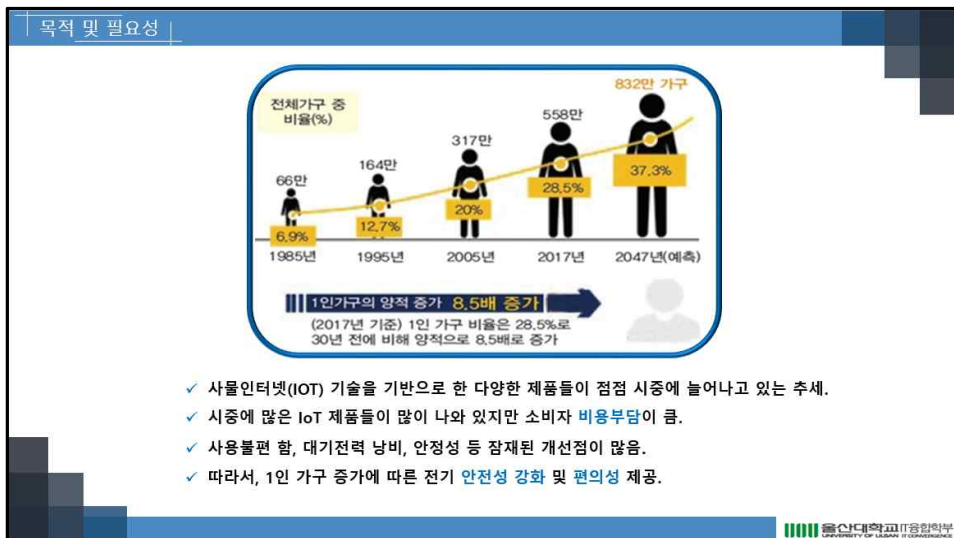 목적 및 필요성
832만 가구
전체가구 중
비율(%)
558만
317만
164만
66만
37.3%
28.5%
20%
12.7%
6.9%
1985년 1995년 2005년 2017년 2047년(예측)
1인가구의 양적 증가 8.5배 증가
(2017년 기준) 1인 가구 비율은 28.5%로
30년 전에 비해 양적으로 8.5배로 증가
✓ 사물인터넷(IOT) 기술을 기반으로 한 다양한 제품들이 점점 시중에 늘어나고 있는 추세.
✓ 시중에 많은 IoT 제품들이 많이 나와 있지만 소비자 비용부담이 큼.
✓ 사용불편 함, 대기전력 낭비, 안정성 등 잠재된 개선점이 많음.
✓ 따라서, 1인 가구 증가에 따른 전기 안전성 강화 및 편의성 제공.
울산대학교 IT융합학부
UNIVERSITY OF ULSAN IT CONVERGENCE